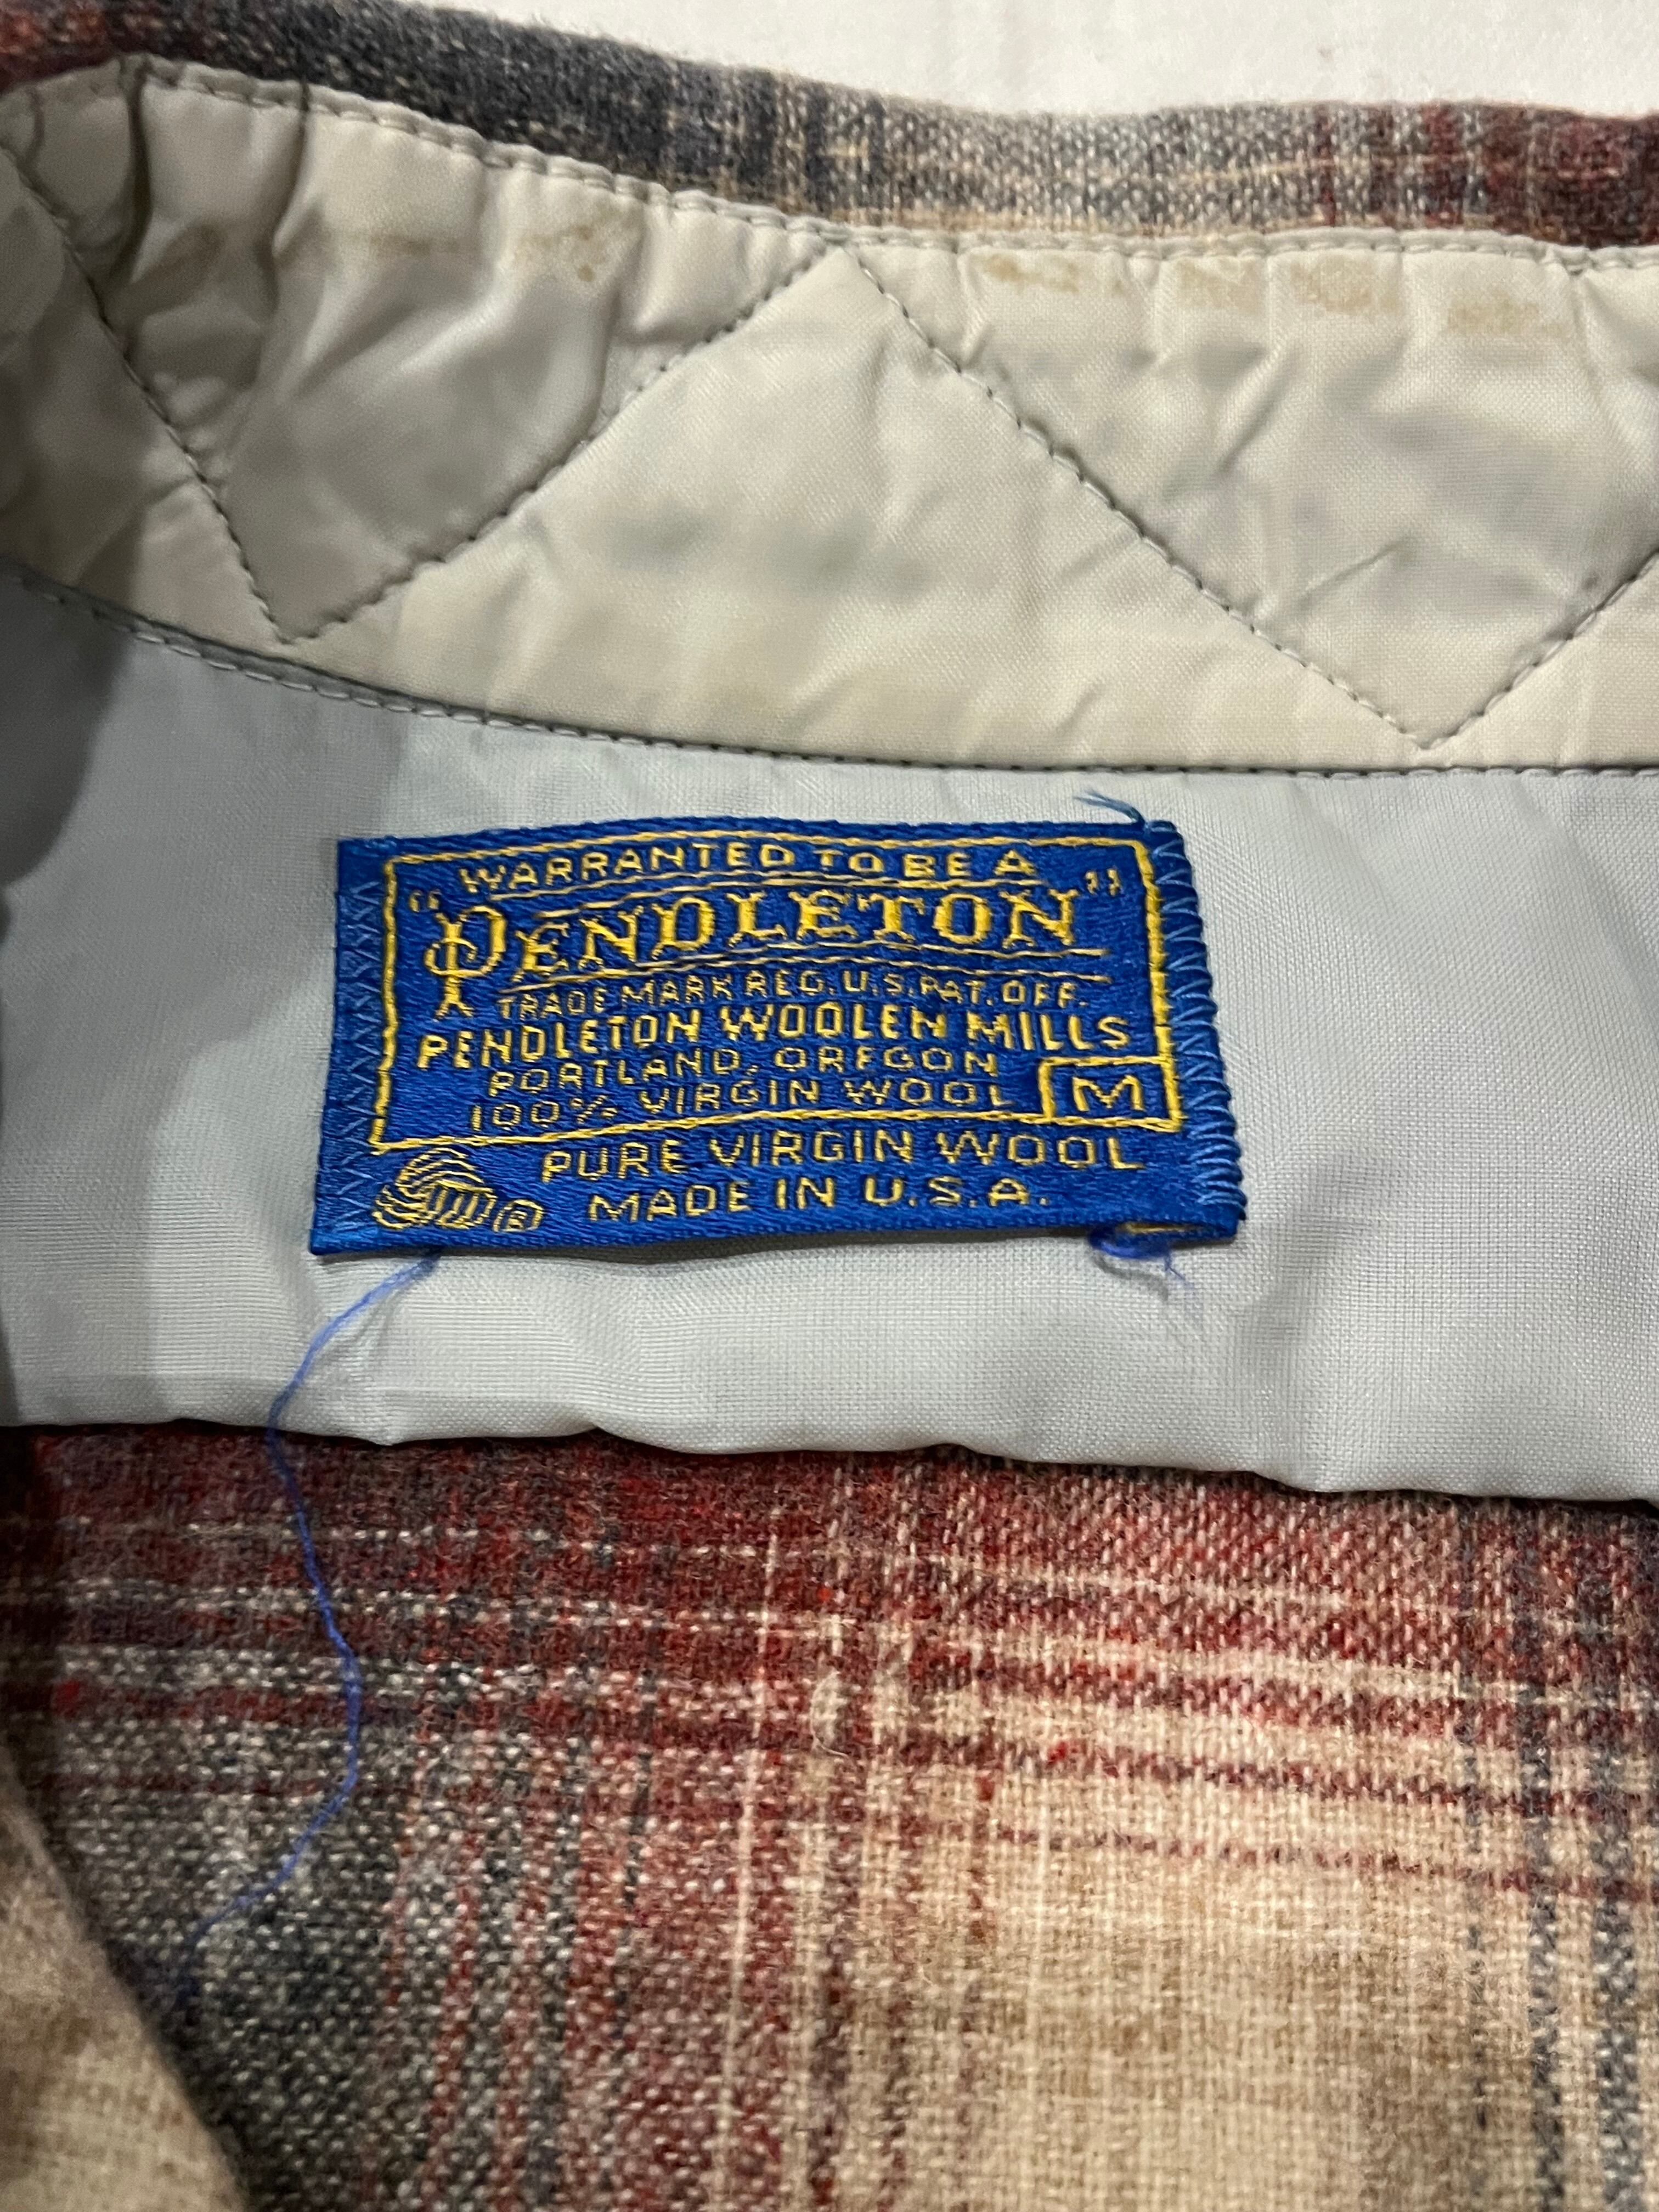 WARRANTED TO BE A
"PENDLETON"
TRADE MARK REG. U.S. PAT. OFF.
PENDLETON WOOLEN MILLS
PORTLAND, OREGON
100% VIRGIN WOOL M
PURE VIRGIN WOOL
® MADE IN U.S.A.